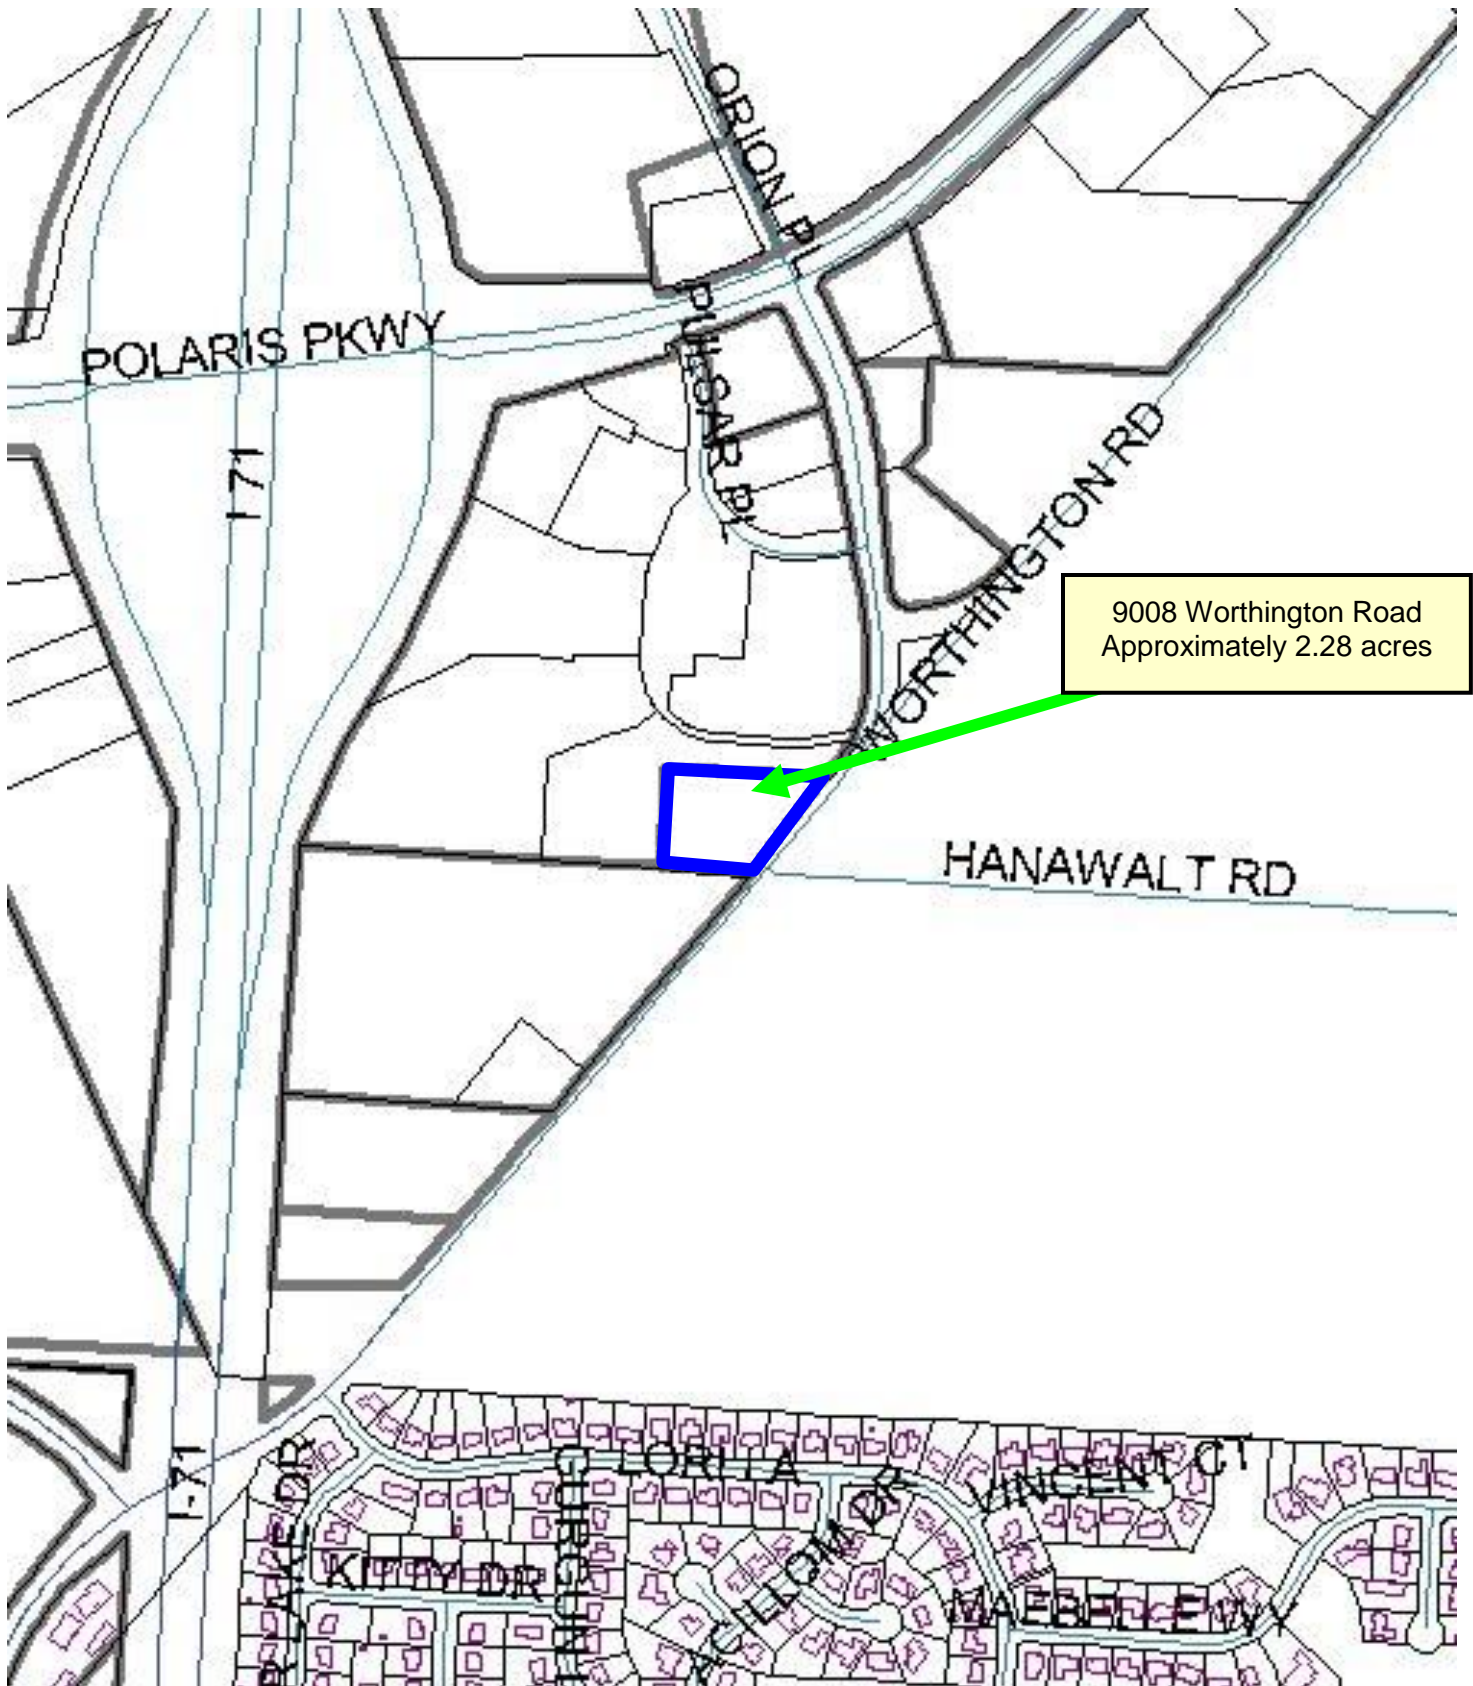 ORION PL
POLARIS PKWY
PULSAR PL
I 71
WORTHINGTON RD
9008 Worthington Road
Approximately 2.28 acres
HANAWALT RD
I-71
LORI LA
VINCENT CT
KITTY DR
DR